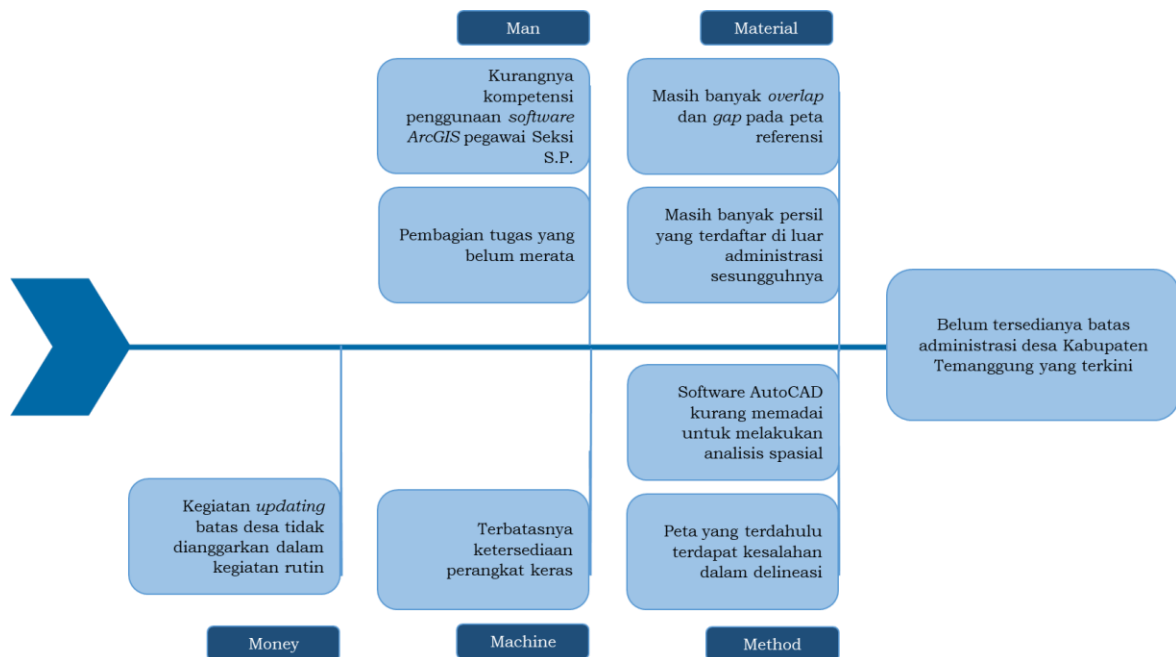 Man
Kurangnya
kompetensi
penggunaan software
ArcGIS pegawai Seksi
S.P.
Pembagian tugas yang
belum merata
Material
Masih banyak overlap
dan gap pada peta
referensi
Masih banyak persil
yang terdaftar di luar
administrasi
sesungguhnya
Belum tersedianya batas
administrasi desa Kabupaten
Temanggung yang terkini
Kegiatan updating
batas desa tidak
dianggarkan dalam
kegiatan rutin
Money
Terbatasnya
ketersediaan
perangkat keras
Machine
Software AutoCAD
kurang memadai
untuk melakukan
analisis spasial
Peta yang terdahulu
terdapat kesalahan
dalam delineasi
Method